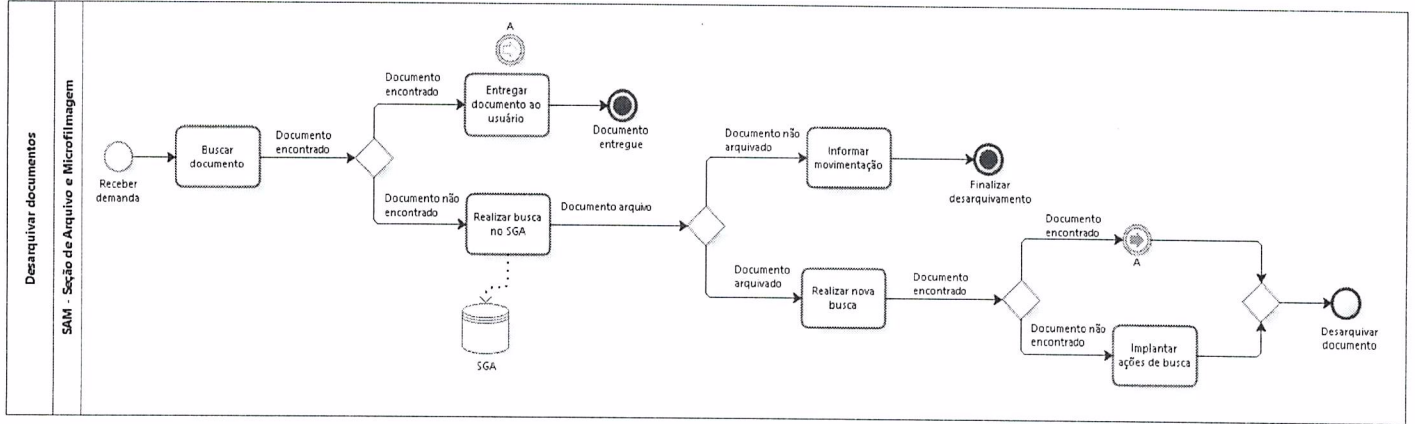 Desarquivar documentos
SAM - Seção de Arquivo e Microfilmagem
Receber
demanda
Buscar
documento
Documento
encontrado
Documento
encontrado
A
Entregar
documento ao
usuário
Documento
entregue
Documento não
encontrado
Realizar busca
no SGA
SGA
Documento arquivo
Documento não
arquivado
Informar
movimentação
Finalizar
desarquivamento
Documento
arquivado
Realizar nova
busca
Documento
encontrado
Documento
encontrado
A
Documento não
encontrado
Implantar
ações de busca
Desarquivar
documento